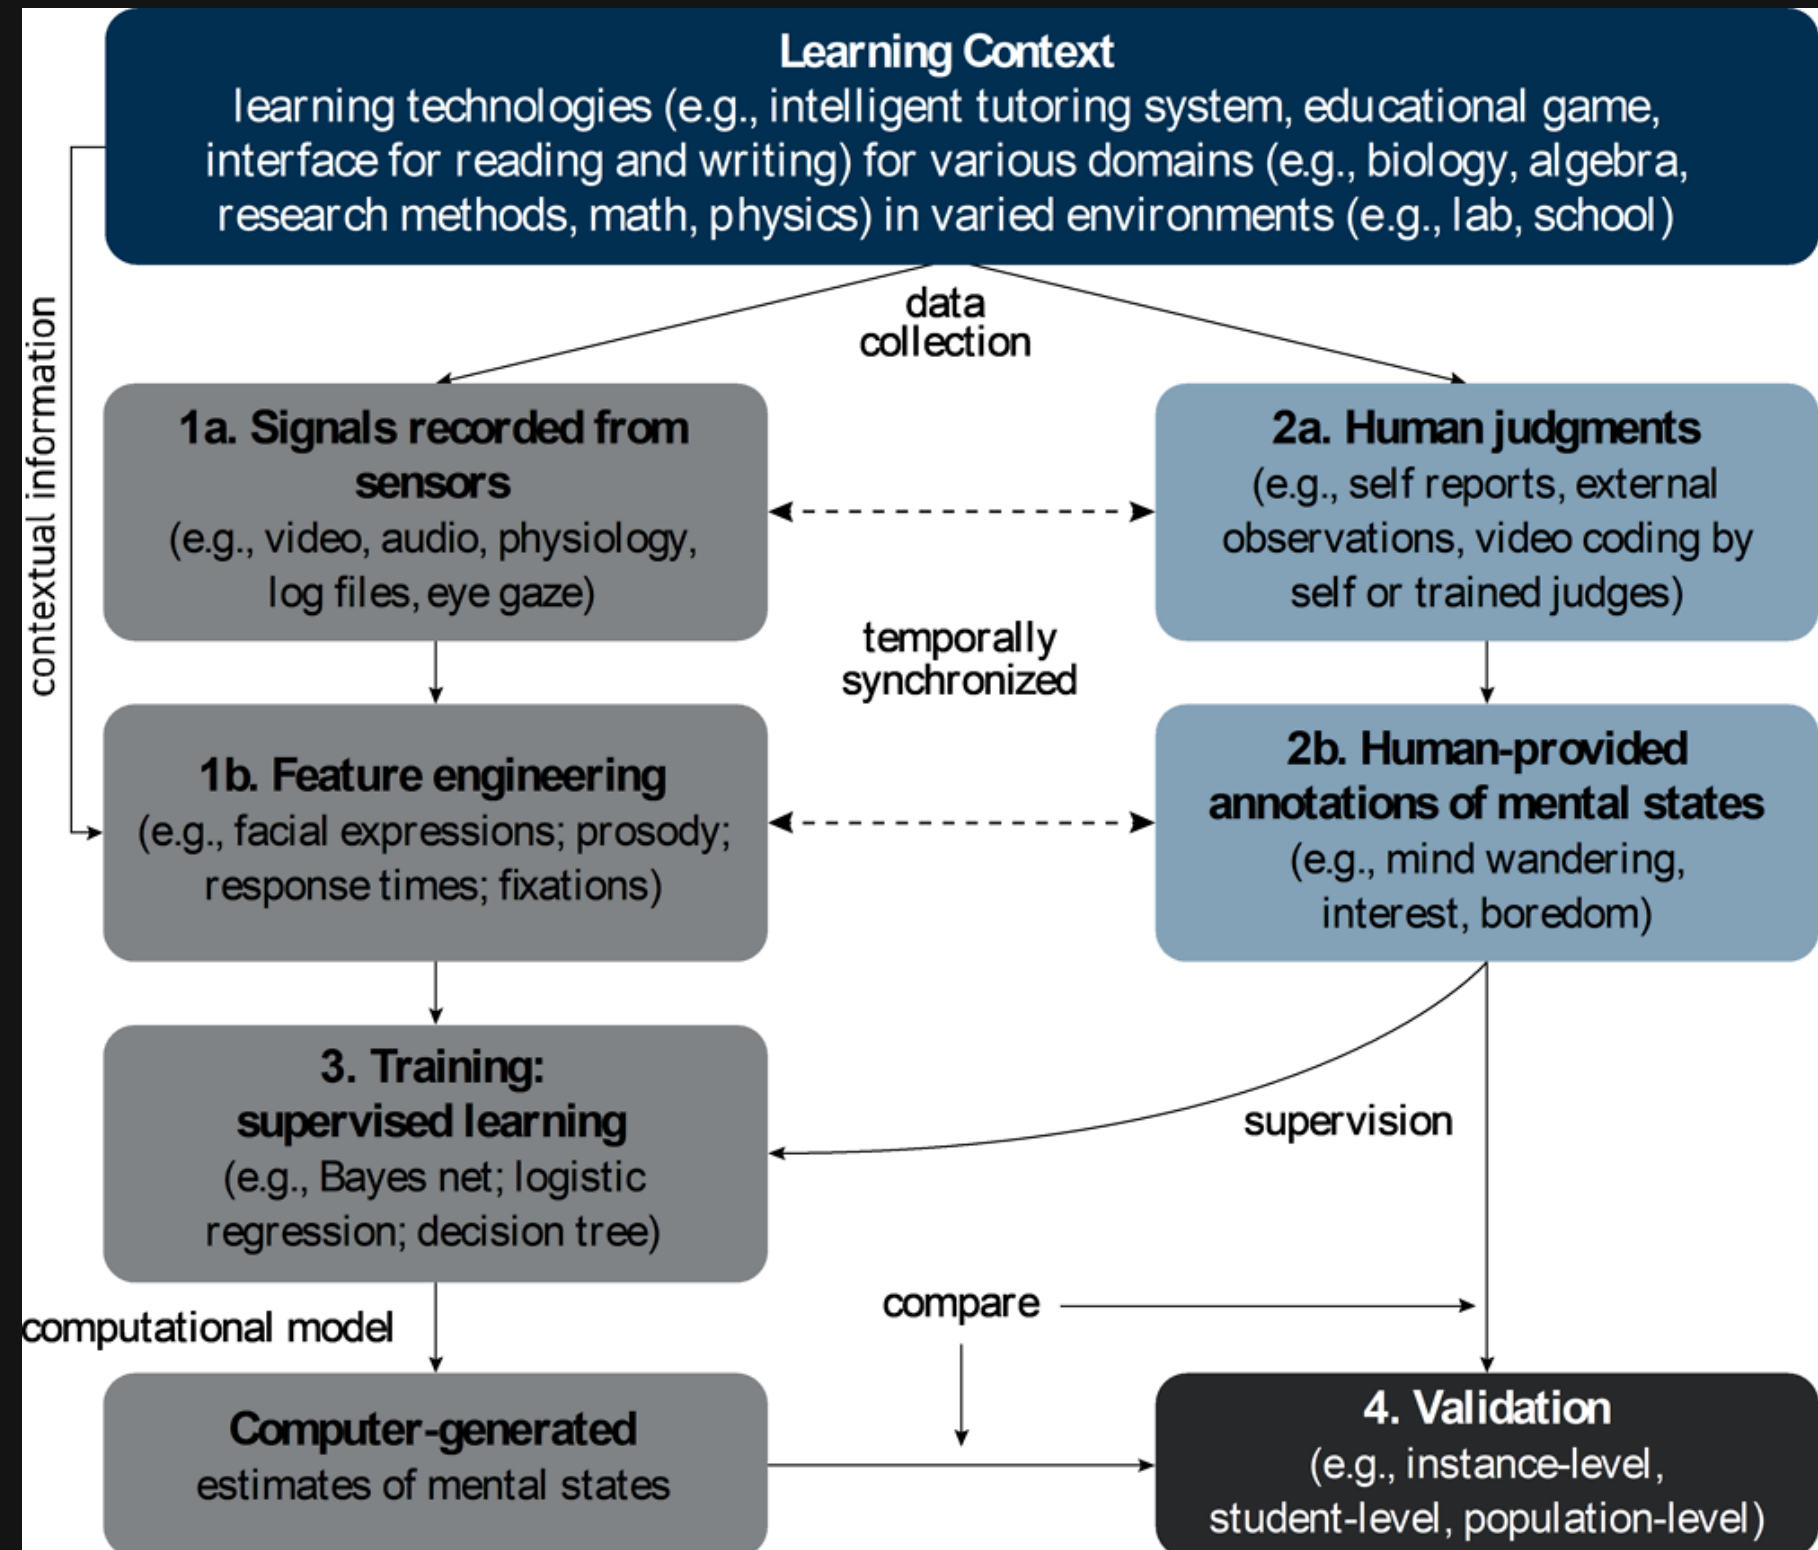 Learning Context
learning technologies (e.g., intelligent tutoring system, educational game,
interface for reading and writing) for various domains (e.g., biology, algebra,
research methods, math, physics) in varied environments (e.g., lab, school)
contextual information
data
collection
1a. Signals recorded from
sensors
(e.g., video, audio, physiology,
log files, eye gaze)
2a. Human judgments
(e.g., self reports, external
observations, video coding by
self or trained judges)
temporally
synchronized
1b. Feature engineering
(e.g., facial expressions; prosody;
response times; fixations)
2b. Human-provided
annotations of mental states
(e.g., mind wandering,
interest, boredom)
3. Training:
supervised learning
(e.g., Bayes net; logistic
regression; decision tree)
supervision
computational model
compare
Computer-generated
estimates of mental states
4. Validation
(e.g., instance-level,
student-level, population-level)